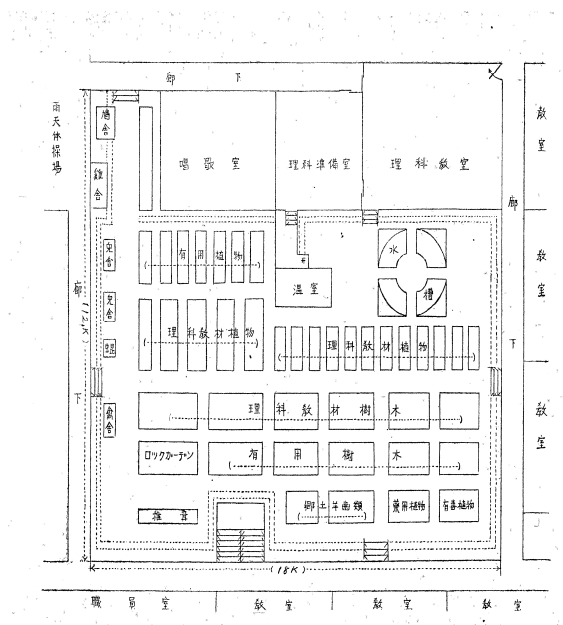 廊下
雨天体操場
鳩舎
鶏舎
唱歌室
理科準備室
理科教室
教室
廊下
兎舎
有用植物
温室
水槽
教室
廊下
(12K)
兎舎
理科教材植物
理科教材植物
理科教材樹木
教室
ロックガーデン
有用樹木
堆肥
郷土羊歯類
薬用植物
有毒植物
(18K)
職員室
教室
教室
教室